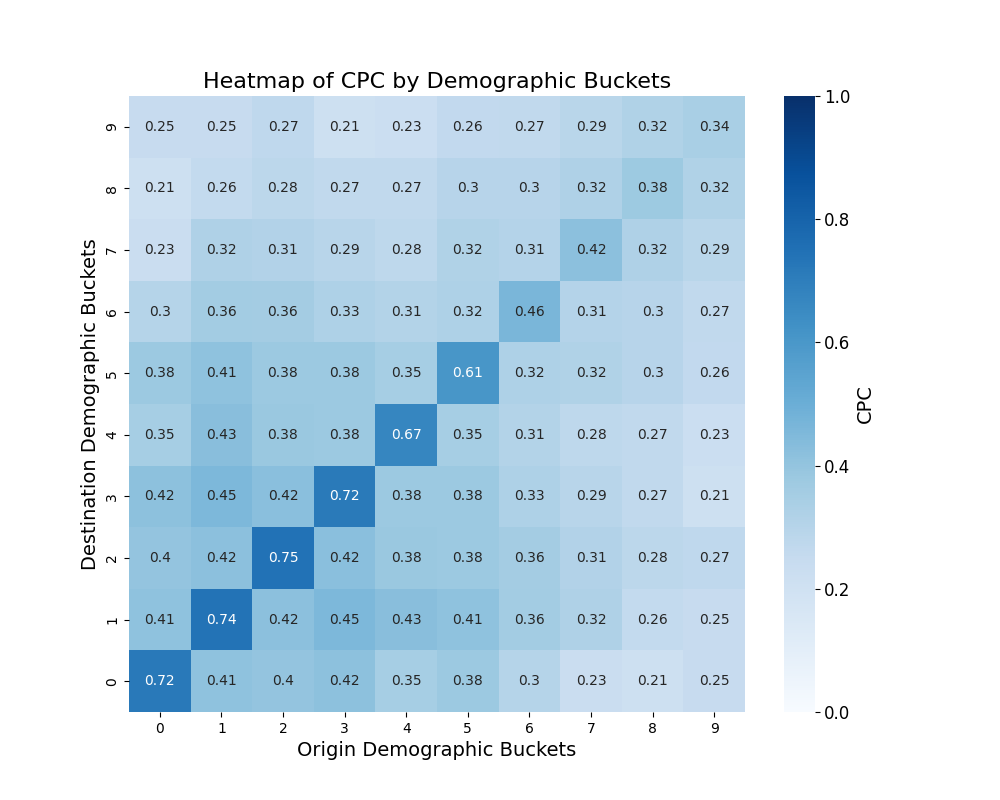 Heatmap of CPC by Demographic Buckets
9 0.25 0.25 0.27 0.21 0.23 0.26 0.27 0.29 0.32 0.34
8 0.21 0.26 0.28 0.27 0.27 0.3 0.3 0.32 0.38 0.32
7 0.23 0.32 0.31 0.29 0.28 0.32 0.31 0.42 0.32 0.29
6 0.3 0.36 0.36 0.33 0.31 0.32 0.46 0.31 0.3 0.27
5 0.38 0.41 0.38 0.38 0.35 0.61 0.32 0.32 0.3 0.26
4 0.35 0.43 0.38 0.38 0.67 0.35 0.31 0.28 0.27 0.23
3 0.42 0.45 0.42 0.72 0.38 0.38 0.33 0.29 0.27 0.21
2 0.4 0.42 0.75 0.42 0.38 0.38 0.36 0.31 0.28 0.27
1 0.41 0.74 0.42 0.45 0.43 0.41 0.36 0.32 0.26 0.25
0 0.72 0.41 0.4 0.42 0.35 0.38 0.3 0.23 0.21 0.25
0 1 2 3 4 5 6 7 8 9
Origin Demographic Buckets
Destination Demographic Buckets
1.0
0.8
0.6
0.4
0.2
0.0
CPC